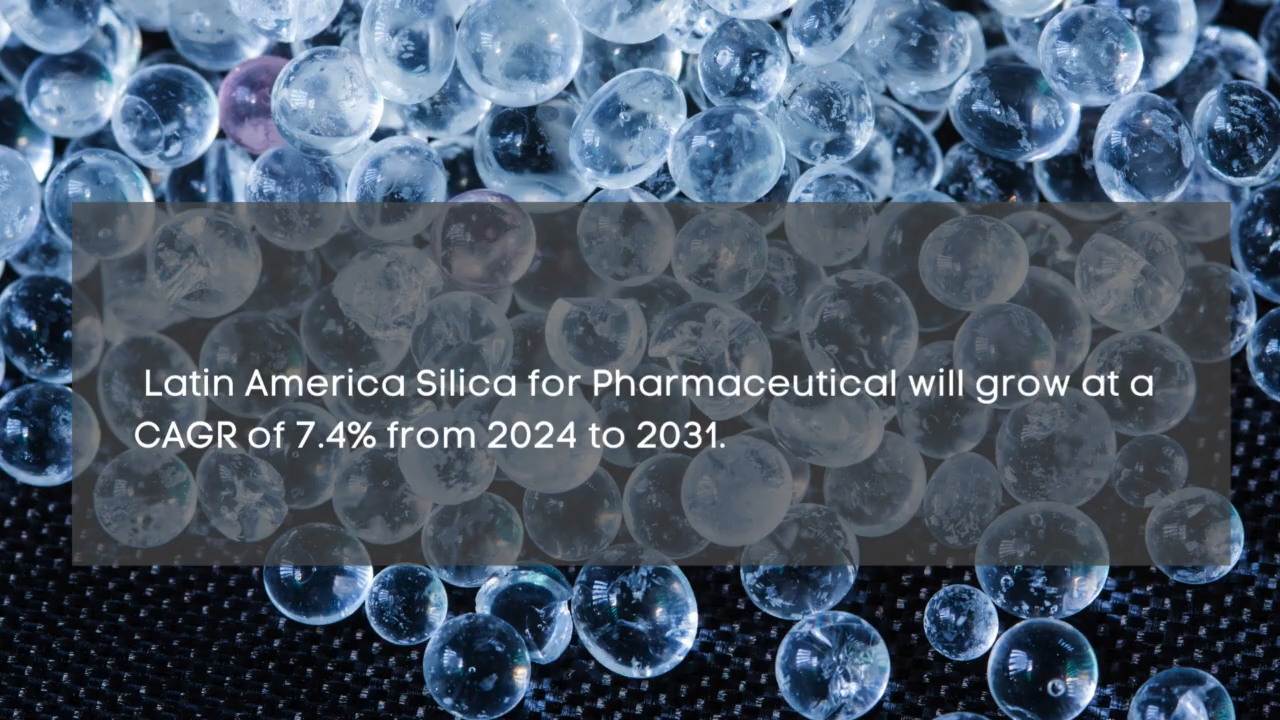 Latin America Silica for Pharmaceutical will grow at a
CAGR of 7.4% from 2024 to 2031.